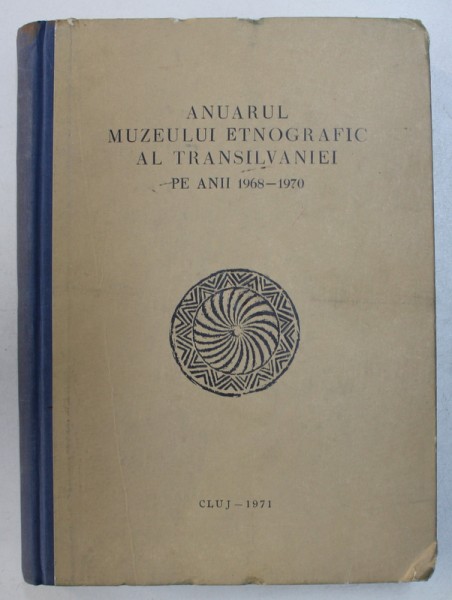 ANUARUL
MUZEULUI ETNOGRAFIC
AL TRANSILVANIEI
PE ANII 1968—1970
CLUJ — 1971